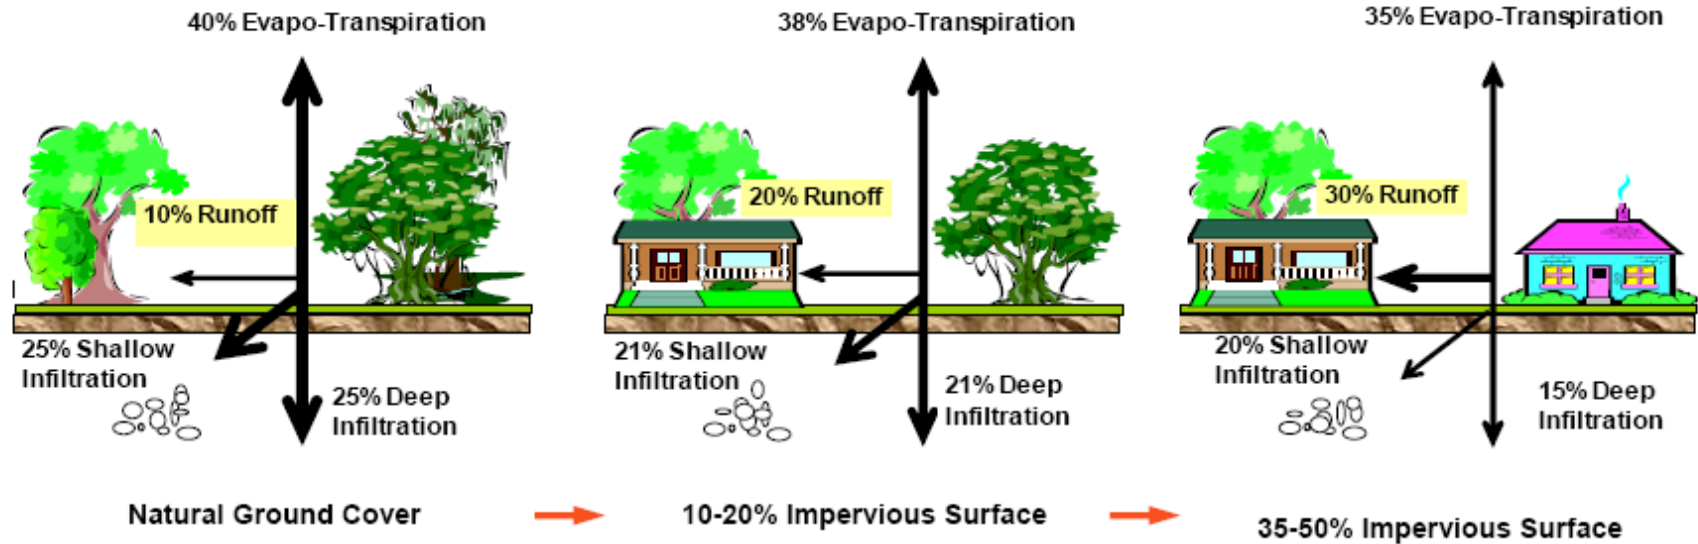 40% Evapo-Transpiration
10% Runoff
25% Shallow
Infiltration
25% Deep
Infiltration
Natural Ground Cover
38% Evapo-Transpiration
20% Runoff
21% Shallow
Infiltration
21% Deep
Infiltration
10-20% Impervious Surface
35% Evapo-Transpiration
30% Runoff
20% Shallow
Infiltration
15% Deep
Infiltration
35-50% Impervious Surface